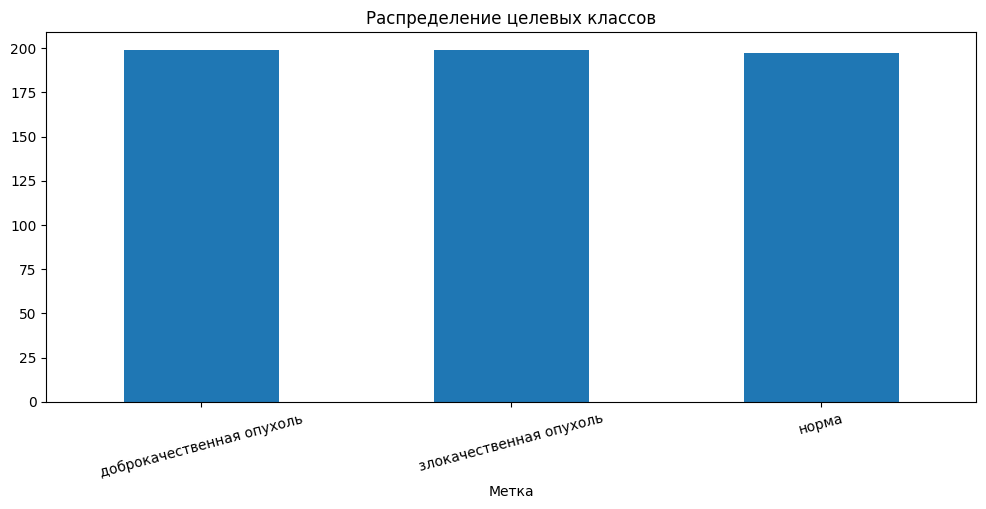 Распределение целевых классов
200
175
150
125
100
75
50
25
0
доброкачественная опухоль
злокачественная опухоль
норма
Метка